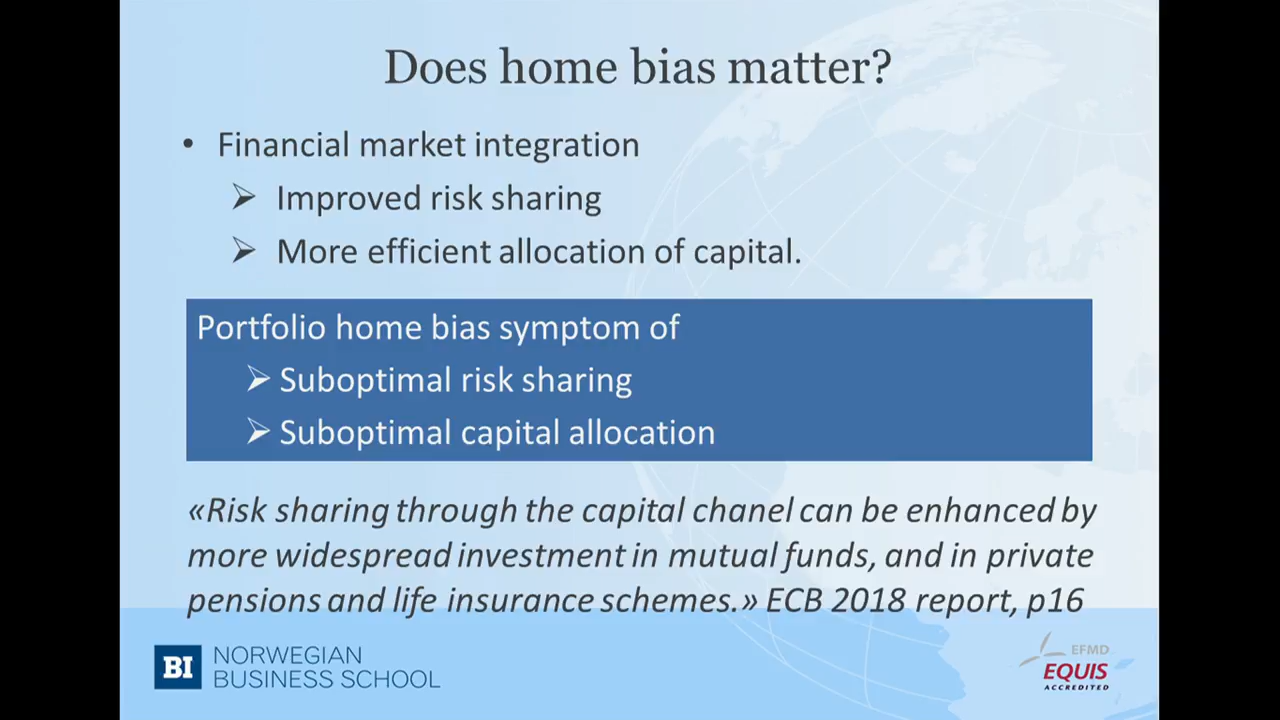 Does home bias matter?
• Financial market integration
➢ Improved risk sharing
➢ More efficient allocation of capital.
Portfolio home bias symptom of
➢ Suboptimal risk sharing
➢ Suboptimal capital allocation
«Risk sharing through the capital chanel can be enhanced by
more widespread investment in mutual funds, and in private
pensions and life insurance schemes.» ECB 2018 report, p16
BI NORWEGIAN
BUSINESS SCHOOL
EFMD
EQUIS
ACCREDITED